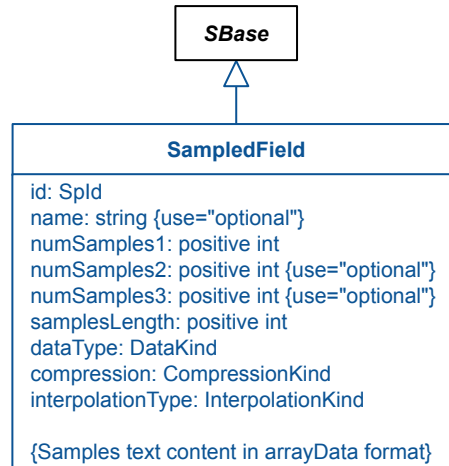 SBase
SampledField
id: SpId
name: string {use="optional"}
numSamples1: positive int
numSamples2: positive int {use="optional"}
numSamples3: positive int {use="optional"}
samplesLength: positive int
dataType: DataKind
compression: CompressionKind
interpolationType: InterpolationKind
{Samples text content in arrayData format}